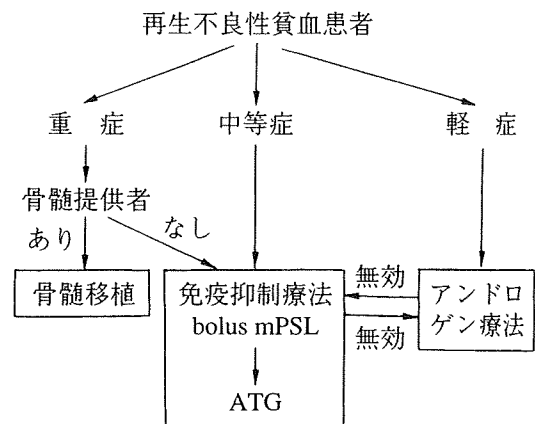 再生不良性貧血患者
重 症
中等症
軽 症
骨髄提供者
あり
なし
骨髄移植
免疫抑制療法
bolus mPSL
ATG
無効
無効
アンドロ
ゲン療法